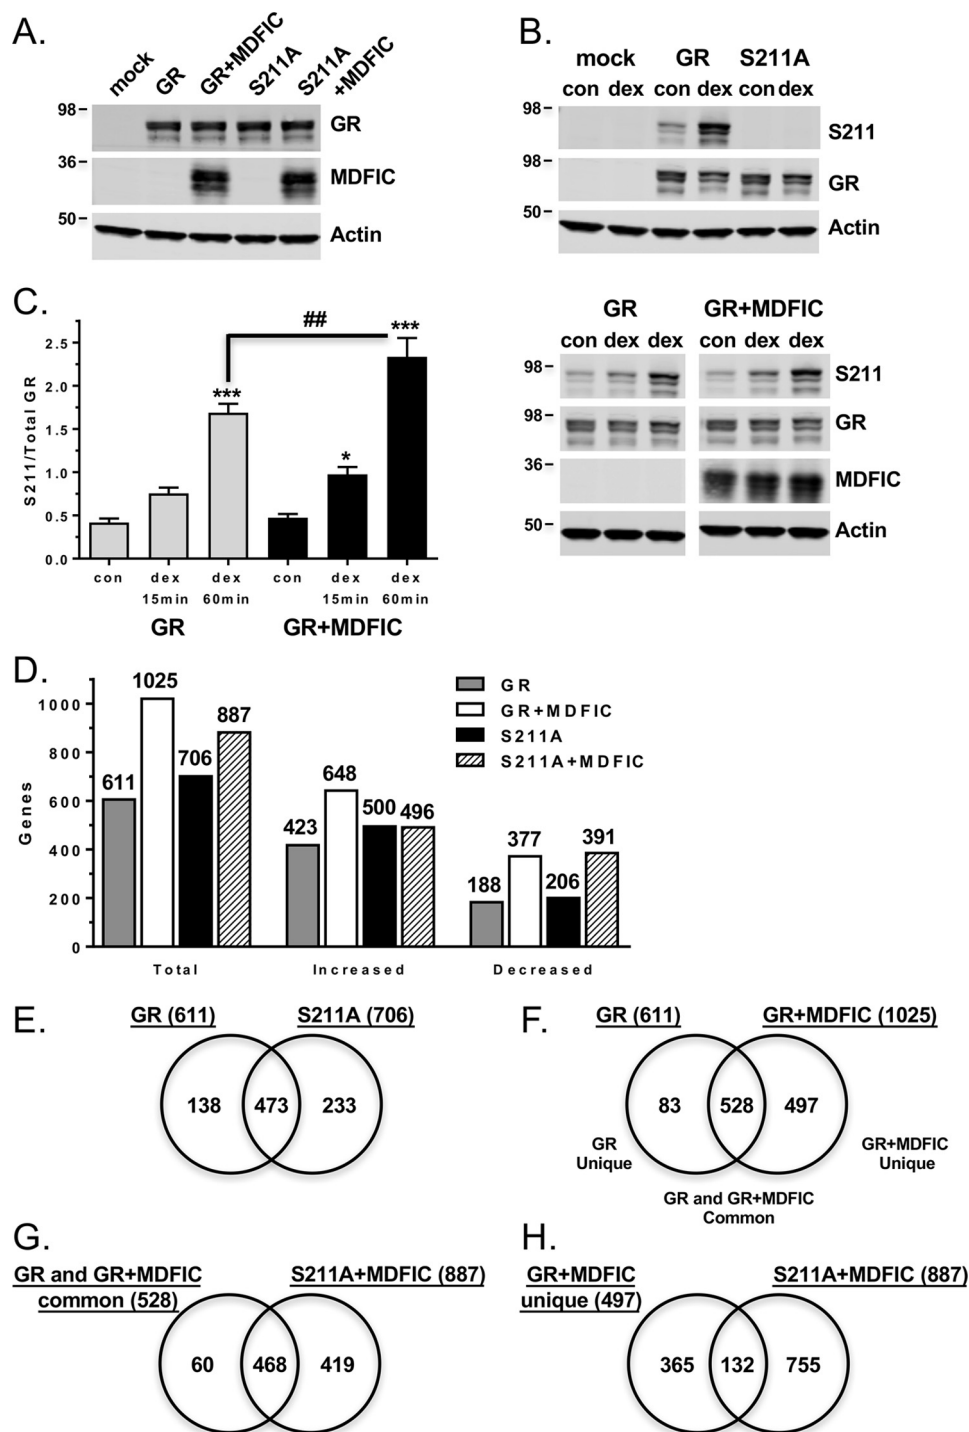 A.
mock
GR
GR+MDFIC
S211A
S211A
+MDFIC
98
GR
36
MDFIC
50
Actin
B.
mock GR S211A
con dex con dex con dex
98
S211
98
GR
50
Actin
C.
##
***
***
*
S211/Total GR
2.5
2.0
1.5
1.0
0.5
0.0
con dex dex con dex dex
15min 60min 15min 60min
GR GR+MDFIC
GR GR+MDFIC
con dex dex con dex dex
98
S211
98
GR
36
MDFIC
50
Actin
D.
Genes
1000
800
600
400
200
0
611 1025 706 887
423 648 500 496
188 377 206 391
Total Increased Decreased
GR
GR+MDFIC
S211A
S211A+MDFIC
E.
GR (611) S211A (706)
138 473 233
F.
GR (611) GR+MDFIC (1025)
83 528 497
GR
Unique
GR+MDFIC
Unique
GR and GR+MDFIC
Common
G.
GR and GR+MDFIC
common (528)
S211A+MDFIC (887)
60 468 419
H.
GR+MDFIC
unique (497)
S211A+MDFIC (887)
365 132 755